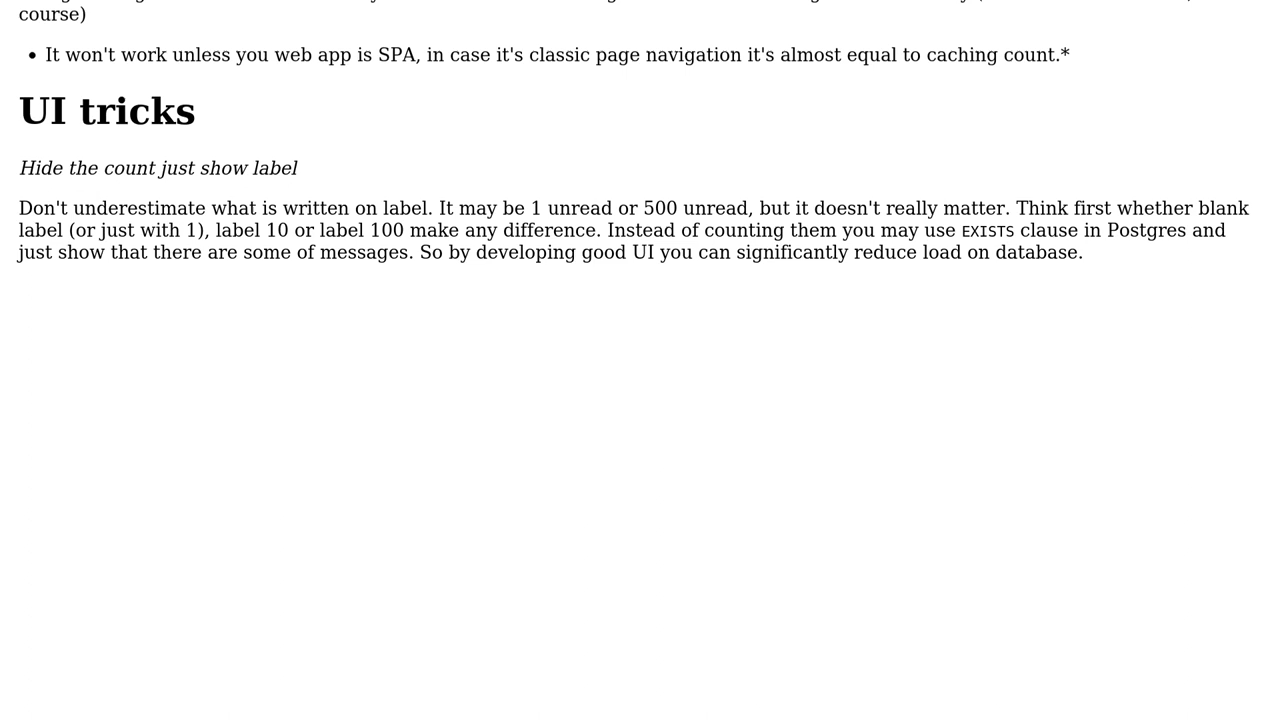 course)
• It won't work unless you web app is SPA, in case it's classic page navigation it's almost equal to caching count.*
UI tricks
Hide the count just show label
Don't underestimate what is written on label. It may be 1 unread or 500 unread, but it doesn't really matter. Think first whether blank
label (or just with 1), label 10 or label 100 make any difference. Instead of counting them you may use EXISTS clause in Postgres and
just show that there are some of messages. So by developing good UI you can significantly reduce load on database.